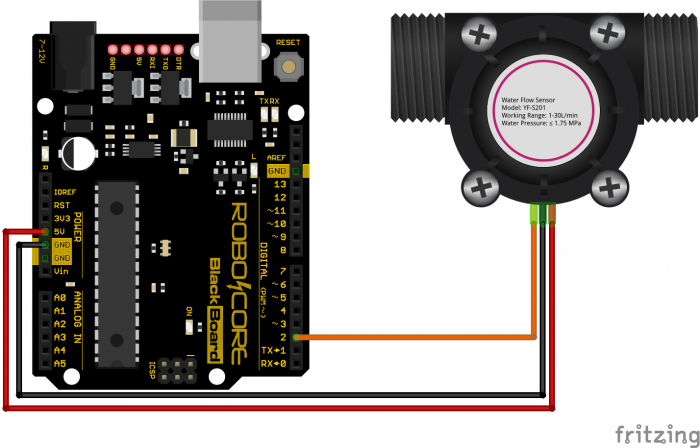 7-12V
GND
5V
RXI
TXO
DTR
RESET
TXRX
R
L
AREF
GND
13
12
~11
~10
~9
8
IOREF
RST
3V3
5V
GND
GND
Vin
POWER
A0
A1
A2
A3
A4
A5
ANALOG IN
7
~6
~5
4
~3
2
TX→1
RX←0
DIGITAL
(PWM~)
ROBOCORE
BlackBoard
ON
ICSP
1
Water Flow Sensor
Model: YF-S201
Working Range: 1-30L/min
Water Pressure: ≤ 1.75 MPa
fritzing